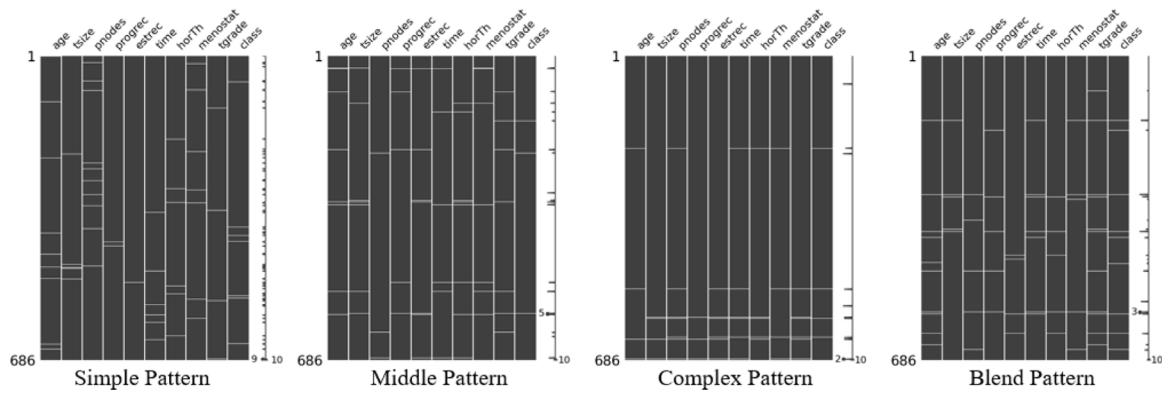 age tsize pnodes progrec estrec time horTh menostat tgrade class
1
686
9 10
Simple Pattern
age tsize pnodes progrec estrec time horTh menostat tgrade class
1
5
686
10
Middle Pattern
age tsize pnodes progrec estrec time horTh menostat tgrade class
1
686
2 10
Complex Pattern
age tsize pnodes progrec estrec time horTh menostat tgrade class
1
3
686
10
Blend Pattern